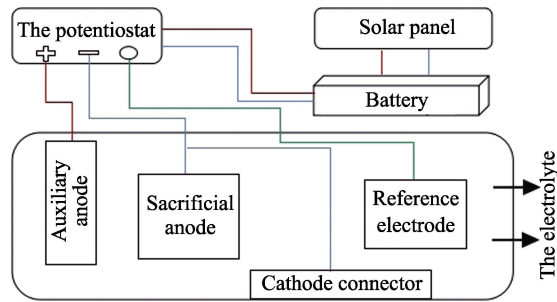 The potentiostat
Solar panel
Battery
Auxiliary
anode
Sacrificial
anode
Reference
electrode
Cathode connector
The electrolyte